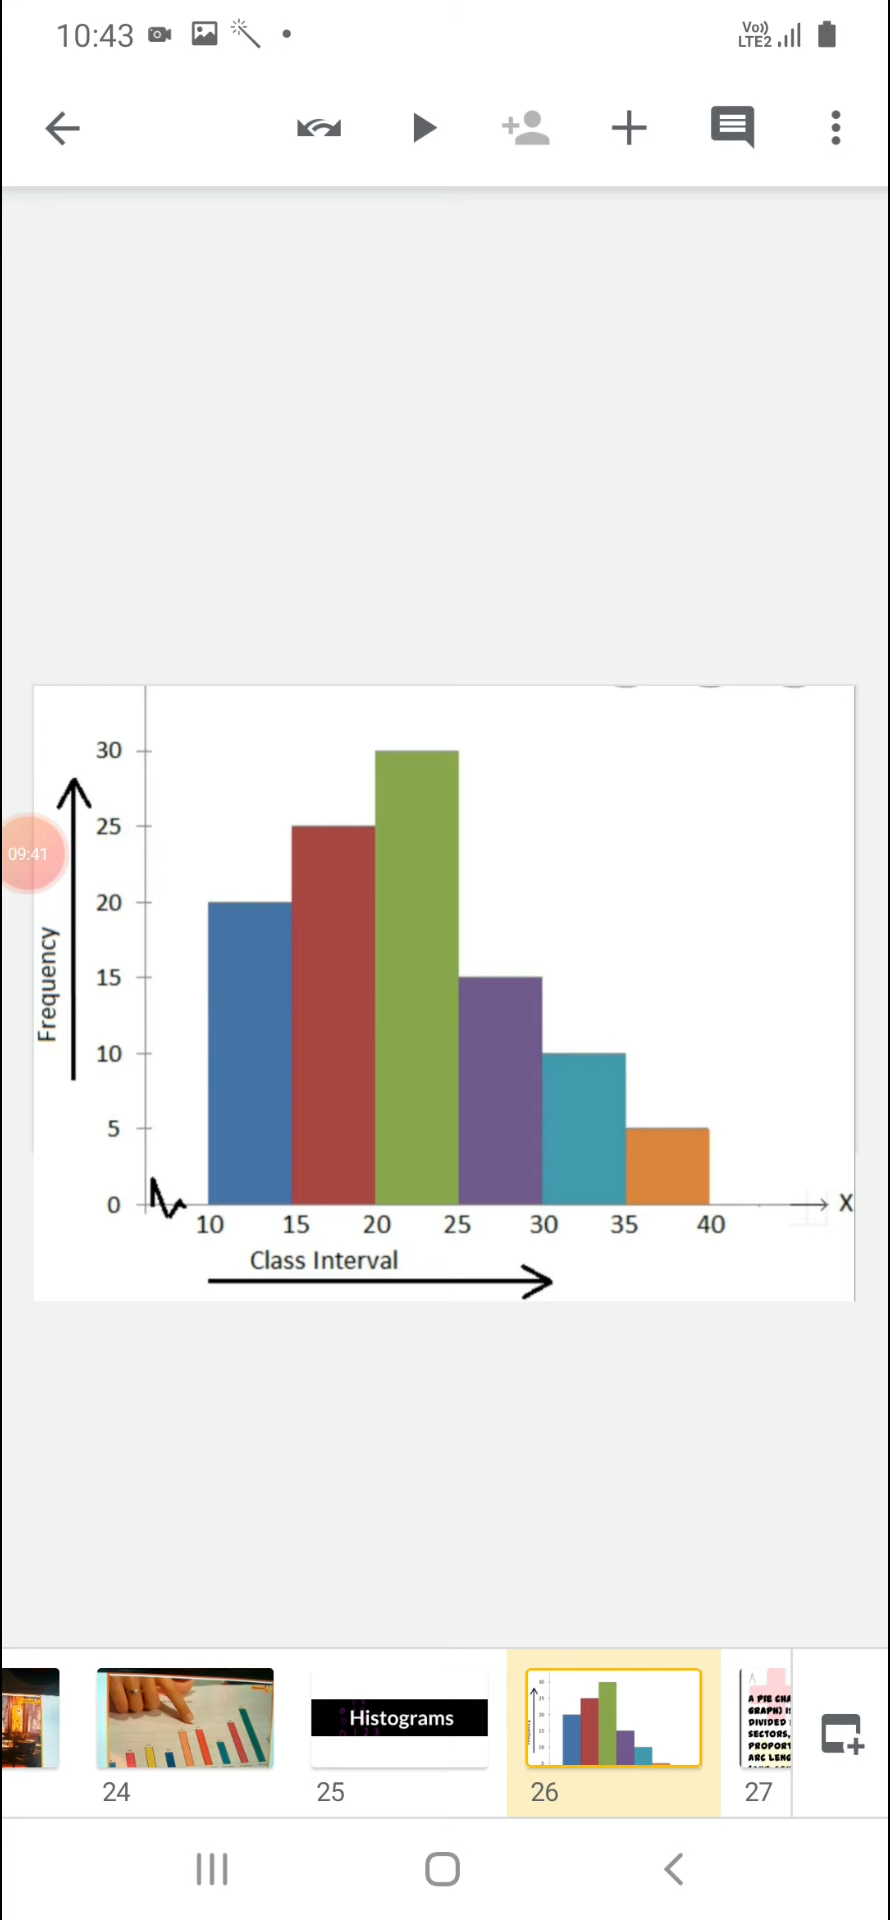 10:43
Vo))
LTE2
30
25
09:41
20
Frequency
15
10
5
0
X
10 15 20 25 30 35 40
Class Interval
Histograms
A PIE CHA
GRAPH) I
DIVIDED
SECTORS,
PROPORT
ARC LENG
24 25 26 27